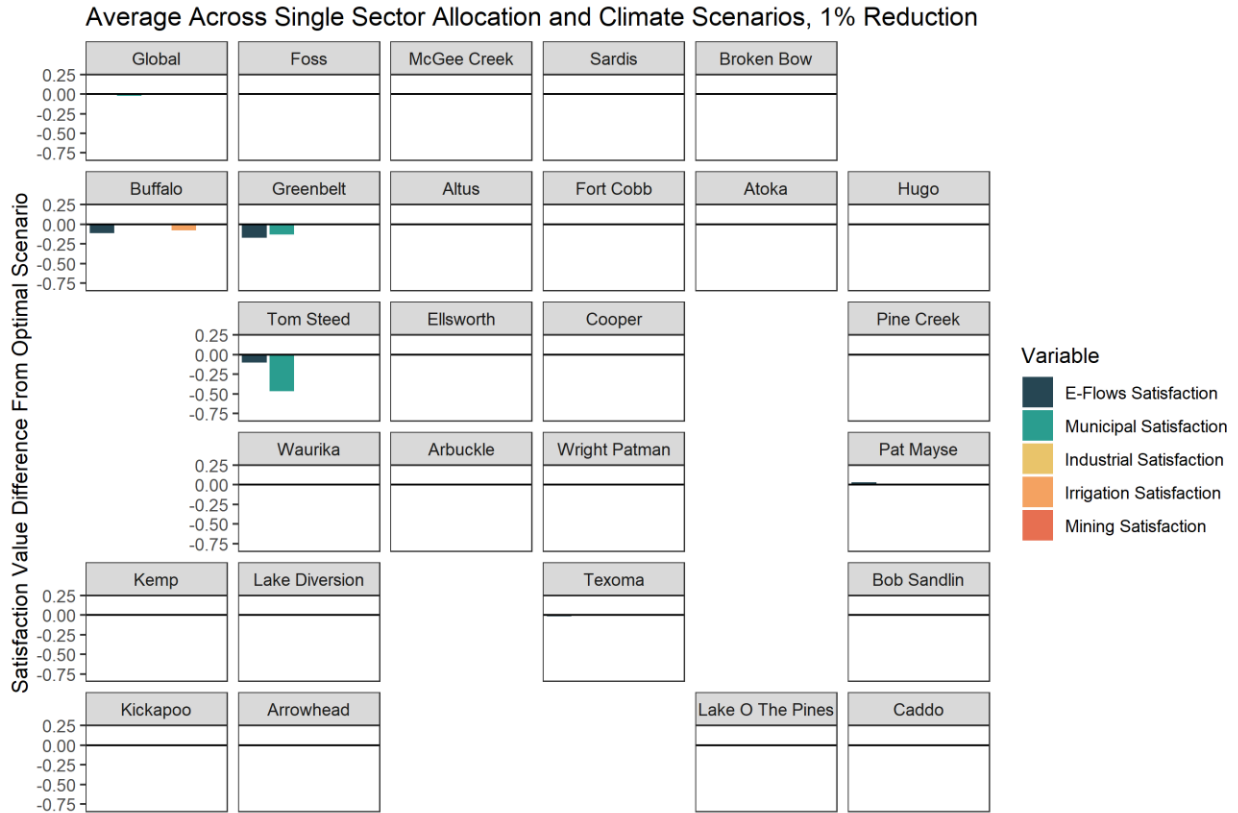 Average Across Single Sector Allocation and Climate Scenarios, 1% Reduction
Satisfaction Value Difference From Optimal Scenario
Global Foss McGee Creek Sardis Broken Bow
0.25
0.00
-0.25
-0.50
-0.75
Buffalo Greenbelt Altus Fort Cobb Atoka Hugo
0.25
0.00
-0.25
-0.50
-0.75
Tom Steed Ellsworth Cooper Pine Creek
0.25
0.00
-0.25
-0.50
-0.75
Waurika Arbuckle Wright Patman Pat Mayse
0.25
0.00
-0.25
-0.50
-0.75
Kemp Lake Diversion Texoma Bob Sandlin
0.25
0.00
-0.25
-0.50
-0.75
Kickapoo Arrowhead Lake O The Pines Caddo
0.25
0.00
-0.25
-0.50
-0.75
Variable
E-Flows Satisfaction
Municipal Satisfaction
Industrial Satisfaction
Irrigation Satisfaction
Mining Satisfaction